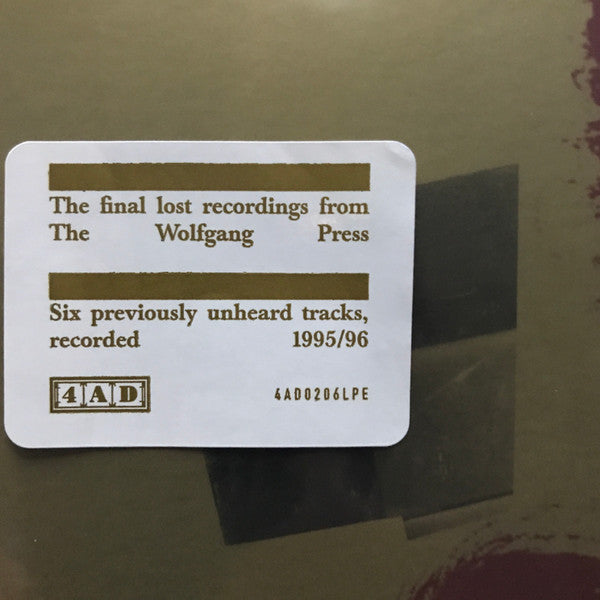 The final lost recordings from
The Wolfgang Press
Six previously unheard tracks,
recorded 1995/96
4AD 4AD0206LPE